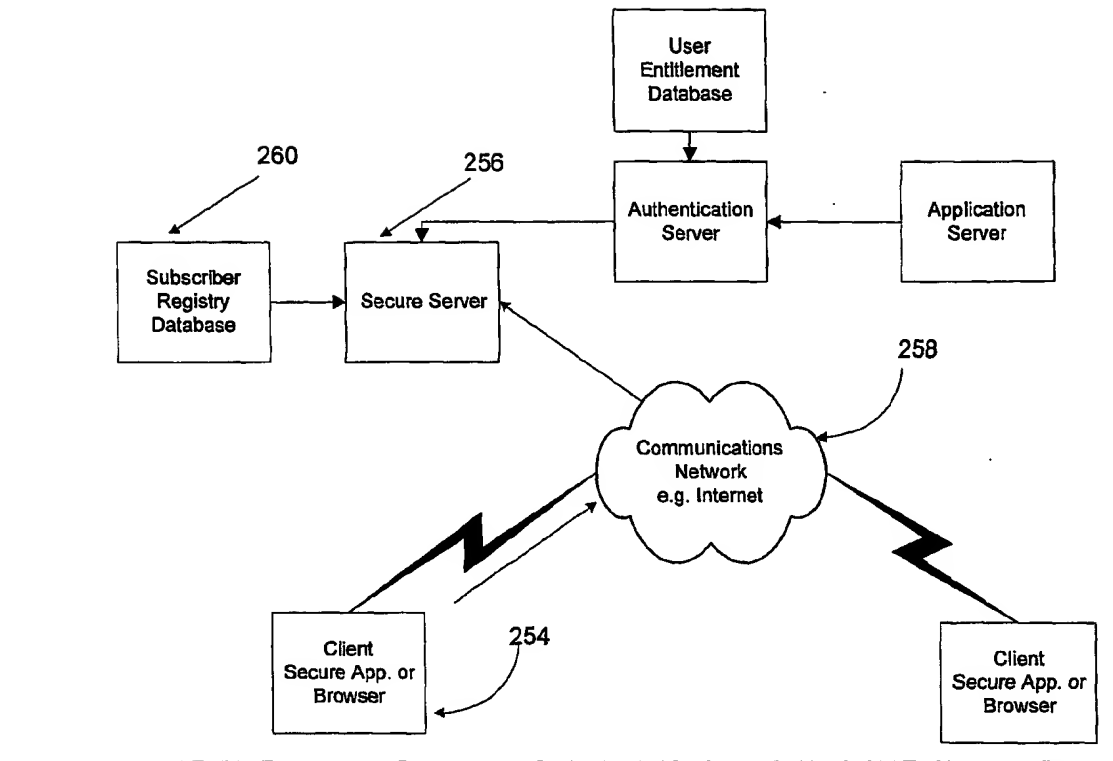 User
Entitlement
Database
260
256
Authentication
Server
Application
Server
Subscriber
Registry
Database
Secure Server
258
Communications
Network
e.g. Internet
254
Client
Secure App. or
Browser
Client
Secure App. or
Browser